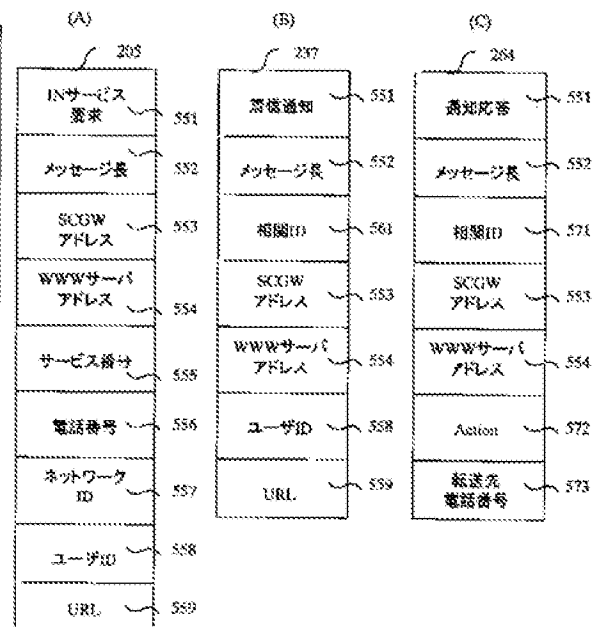 (A)
205
INサービス
要求
551
メッセージ長
552
SCGW
アドレス
553
WWWサーバ
アドレス
554
サービス番号
555
電話番号
556
ネットワーク
ID
557
ユーザID
558
URL
559
(B)
237
着信通知
551
メッセージ長
552
相関ID
561
SCGW
アドレス
553
WWWサーバ
アドレス
554
ユーザID
558
URL
559
(C)
264
通知応答
551
メッセージ長
552
相関ID
571
SCGW
アドレス
553
WWWサーバ
アドレス
554
Action
572
転送先
電話番号
573